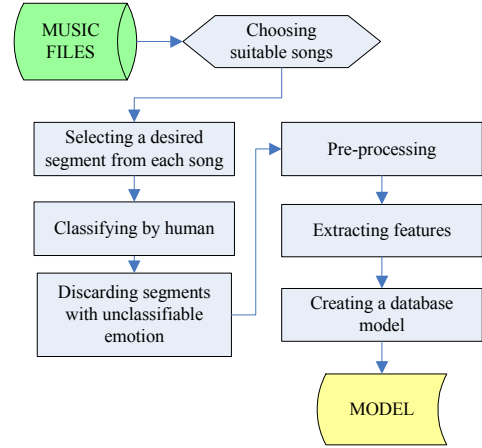 MUSIC
FILES
Choosing
suitable songs
Selecting a desired
segment from each song
Classifying by human
Discarding segments
with unclassifiable
emotion
Pre-processing
Extracting features
Creating a database
model
MODEL